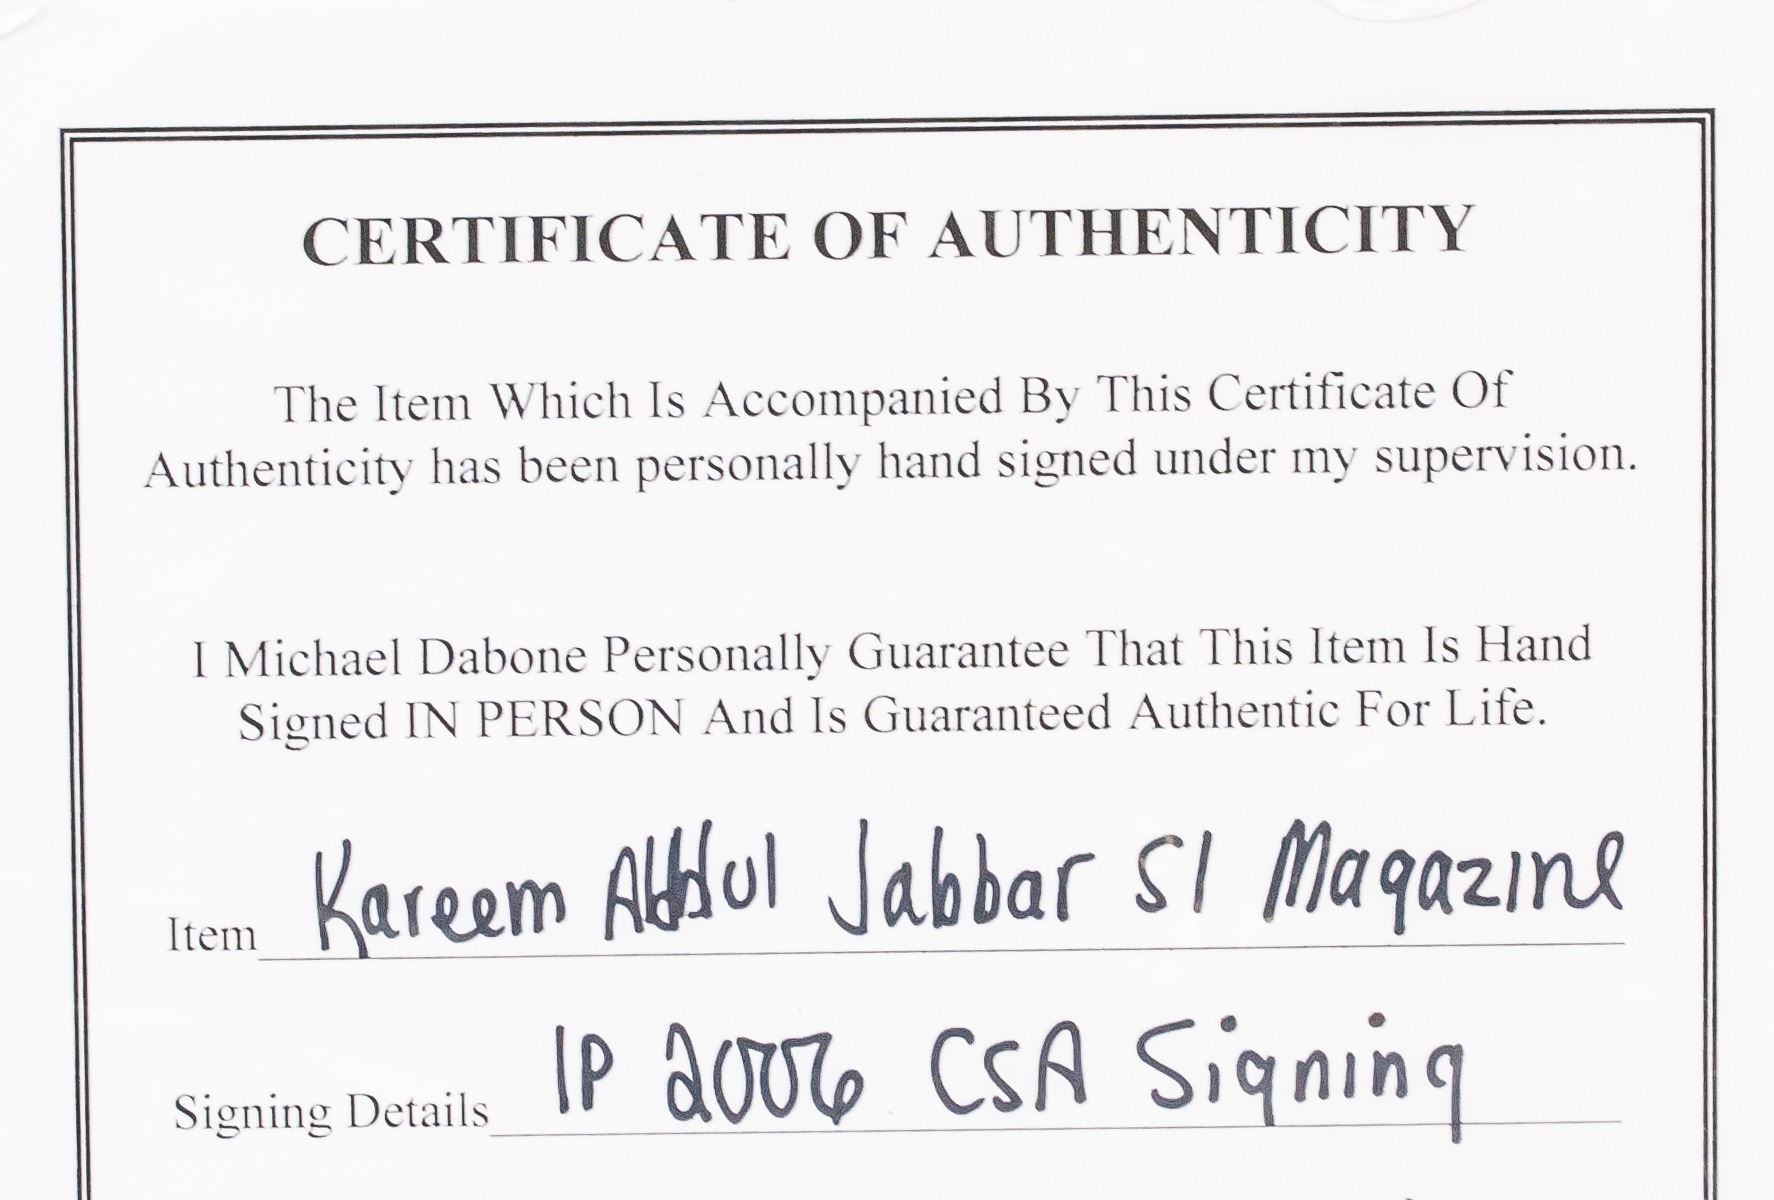 CERTIFICATE OF AUTHENTICITY
The Item Which Is Accompanied By This Certificate Of
Authenticity has been personally hand signed under my supervision.
I Michael Dabone Personally Guarantee That This Item Is Hand
Signed IN PERSON And Is Guaranteed Authentic For Life.
Item Kareem Abdul Jabbar SI Magazine
Signing Details IP 2006 CSA Signing